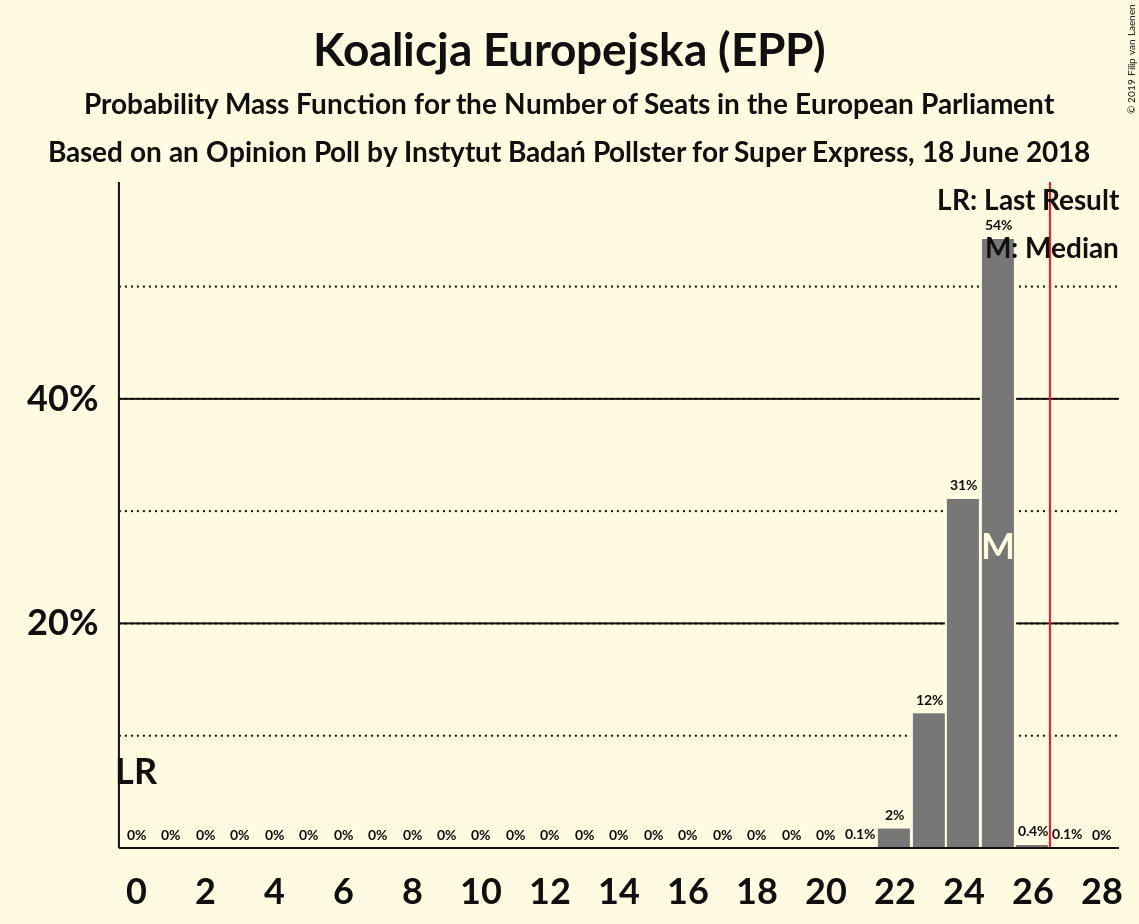 Koalicja Europejska (EPP)
Probability Mass Function for the Number of Seats in the European Parliament
Based on an Opinion Poll by Instytut Badań Pollster for Super Express, 18 June 2018
© 2019 Filip van Laenen
LR: Last Result
M: Median
54%
40%
31%
M
20%
12%
LR
0% 0% 0% 0% 0% 0% 0% 0% 0% 0% 0% 0% 0% 0% 0% 0% 0% 0% 0% 0% 0% 0.1% 2% 0.4% 0.1% 0%
0 2 4 6 8 10 12 14 16 18 20 22 24 26 28